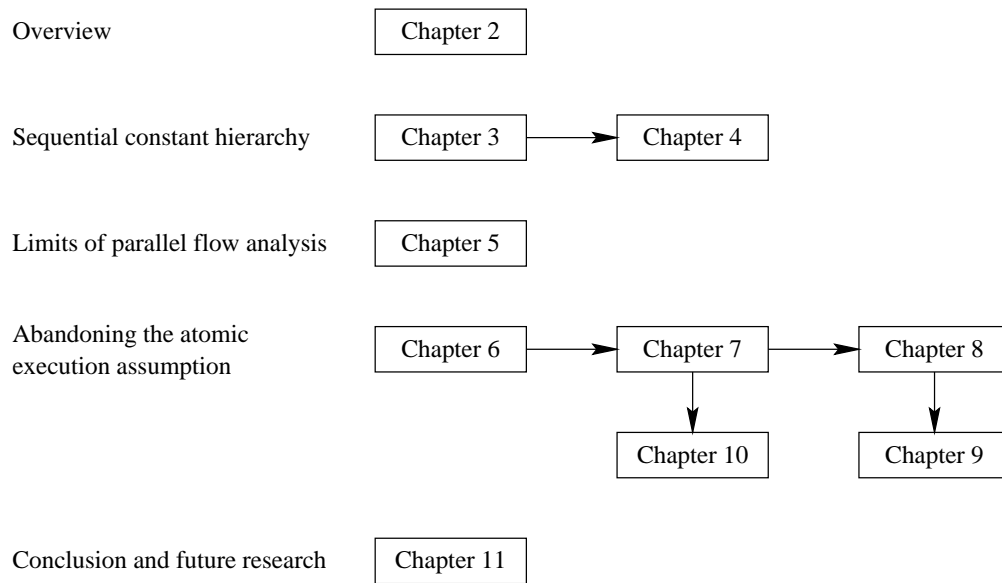 Overview
Chapter 2
Sequential constant hierarchy
Chapter 3
Chapter 4
Limits of parallel flow analysis
Chapter 5
Abandoning the atomic
execution assumption
Chapter 6
Chapter 7
Chapter 8
Chapter 10
Chapter 9
Conclusion and future research
Chapter 11